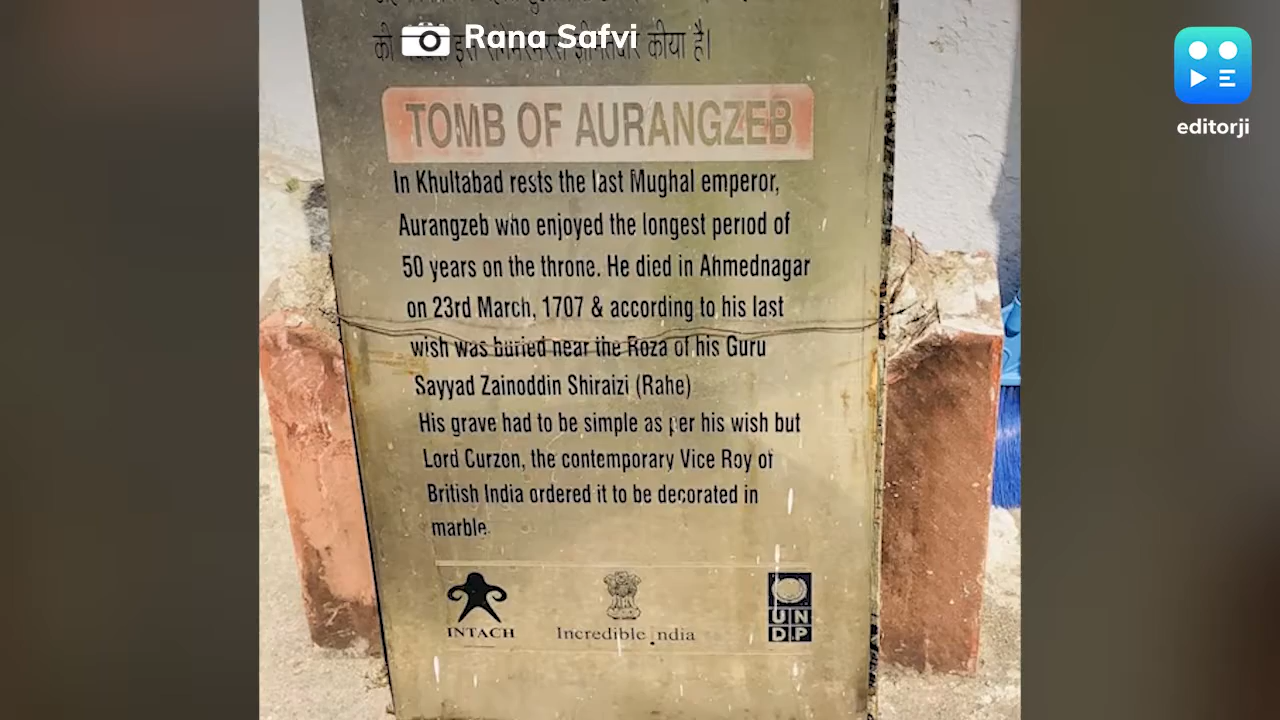 Rana Safvi
editorji
की इस संगमरमरसे कीया है।
TOMB OF AURANGZEB
In Khultabad rests the last Mughal emperor,
Aurangzeb who enjoyed the longest period of
50 years on the throne. He died in Ahmednagar
on 23rd March, 1707 & according to his last
wish was buried near the Roza of his Guru
Sayyad Zainoddin Shiraizi (Rahe)
His grave had to be simple as per his wish but
Lord Curzon, the contemporary Vice Roy of
British India ordered it to be decorated in
marble.
INTACH
Incredible India
UN
DP